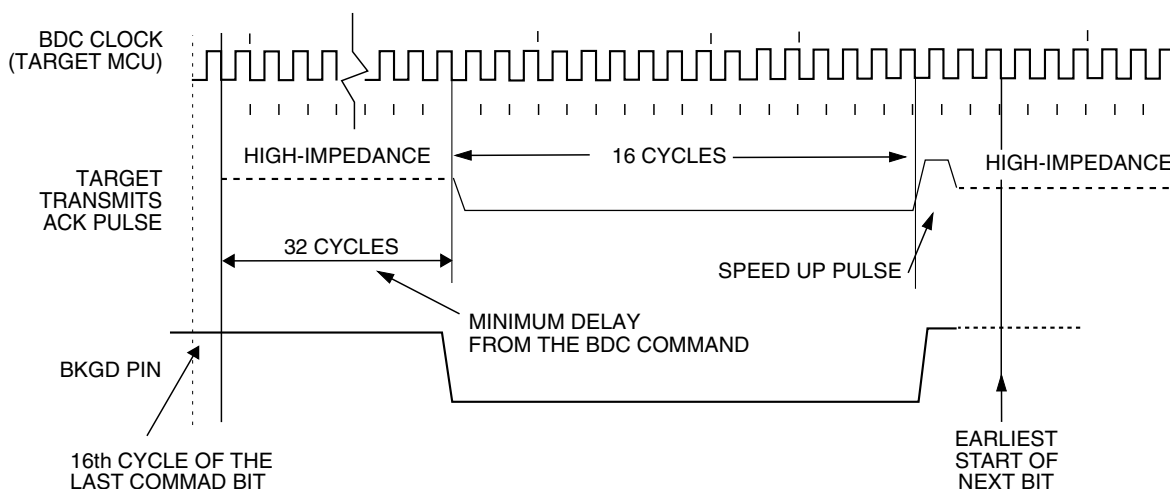 BDC CLOCK
(TARGET MCU)
HIGH-IMPEDANCE
16 CYCLES
HIGH-IMPEDANCE
TARGET
TRANSMITS
ACK PULSE
32 CYCLES
SPEED UP PULSE
MINIMUM DELAY
FROM THE BDC COMMAND
BKGD PIN
16th CYCLE OF THE
LAST COMMAD BIT
EARLIEST
START OF
NEXT BIT